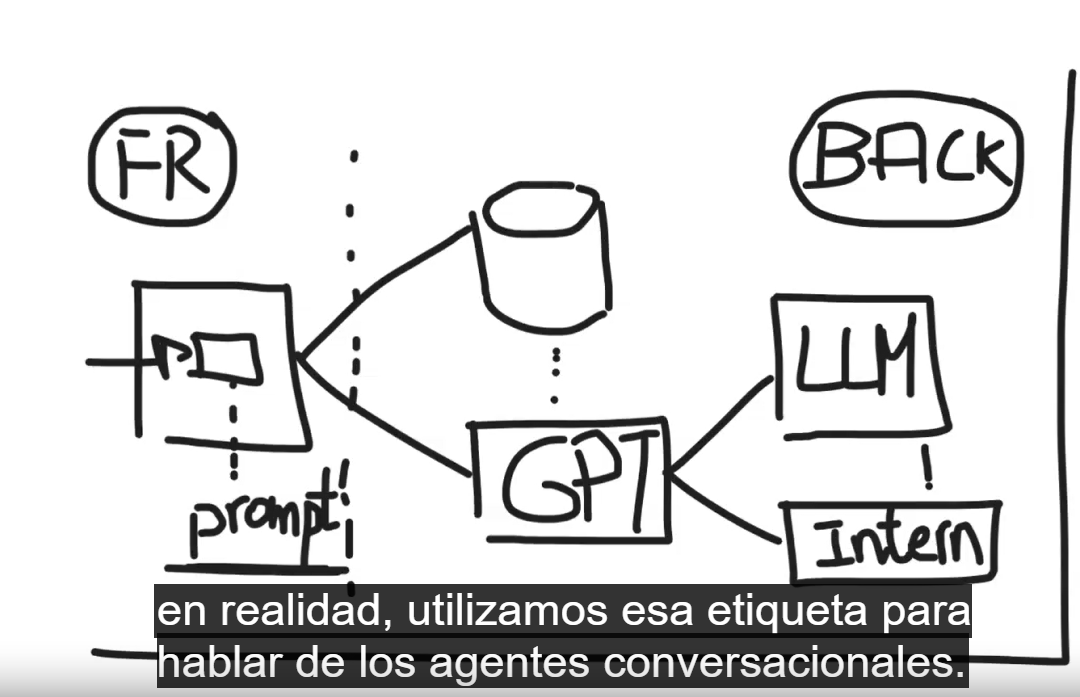 FR
BACK
LLM
GPT
prompt
Intern
en realidad, utilizamos esa etiqueta para
hablar de los agentes conversacionales.